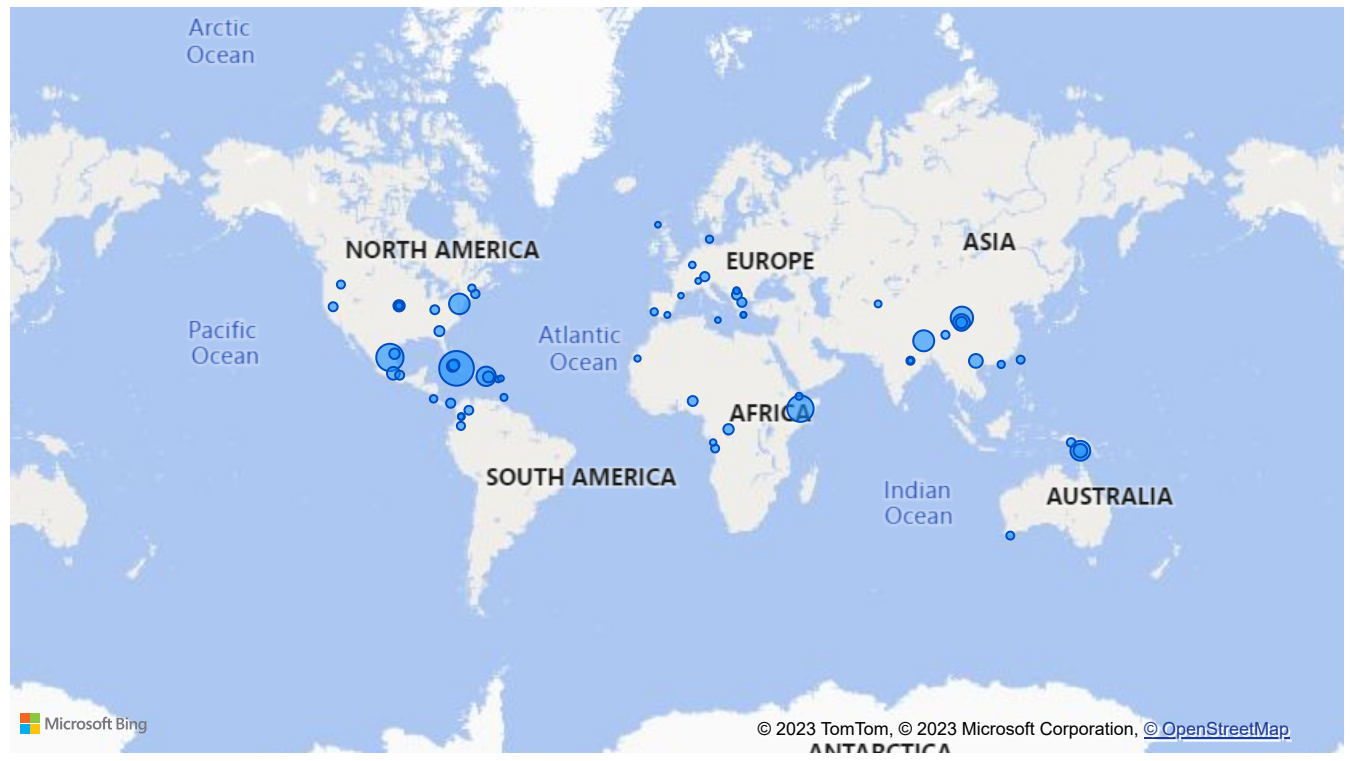 Arctic
Ocean
NORTH AMERICA
ASIA
EUROPE
Pacific
Ocean
Atlantic
Ocean
AFRICA
SOUTH AMERICA
Indian
Ocean
AUSTRALIA
Microsoft Bing
© 2023 TomTom, © 2023 Microsoft Corporation, © OpenStreetMap
ANTARCTICA